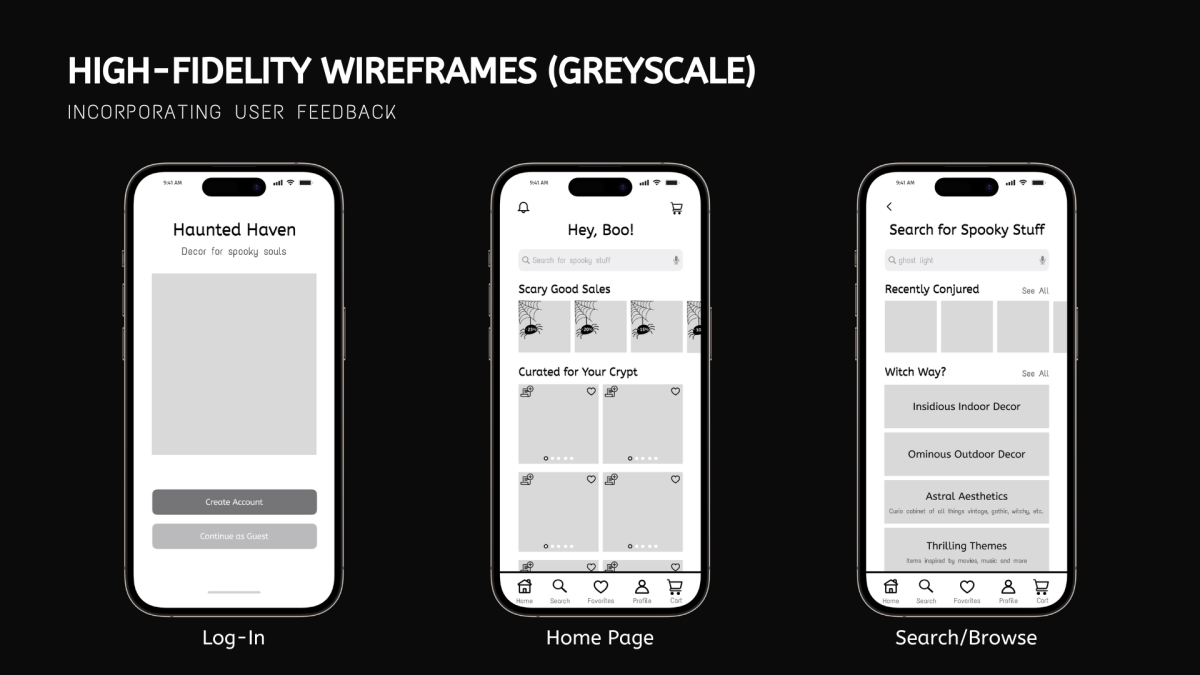 HIGH-FIDELITY WIREFRAMES (GREYSCALE)
INCORPORATING USER FEEDBACK
9:41 AM
Haunted Haven
Decor for spooky souls
Create Account
Continue as Guest
Log-In
9:41 AM
Hey, Boo!
Search for spooky stuff
Scary Good Sales
Curated for Your Crypt
Home
Search
Favorites
Profile
Cart
Home Page
9:41 AM
Search for Spooky Stuff
ghost light
Recently Conjured
See All
Witch Way?
See All
Insidious Indoor Decor
Ominous Outdoor Decor
Astral Aesthetics
Curio cabinet of all things vintage, gothic, witchy, etc.
Thrilling Themes
Items inspired by movies, music and more
Home
Search
Favorites
Profile
Cart
Search/Browse